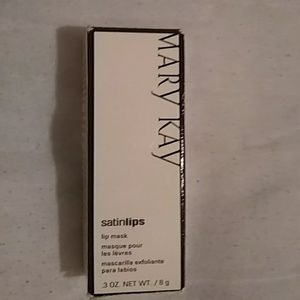 MARY KAY
satinlips
lip mask
masque pour
les lèvres
mascarilla exfoliante
para labios
.3 OZ. NET WT. / 8 g